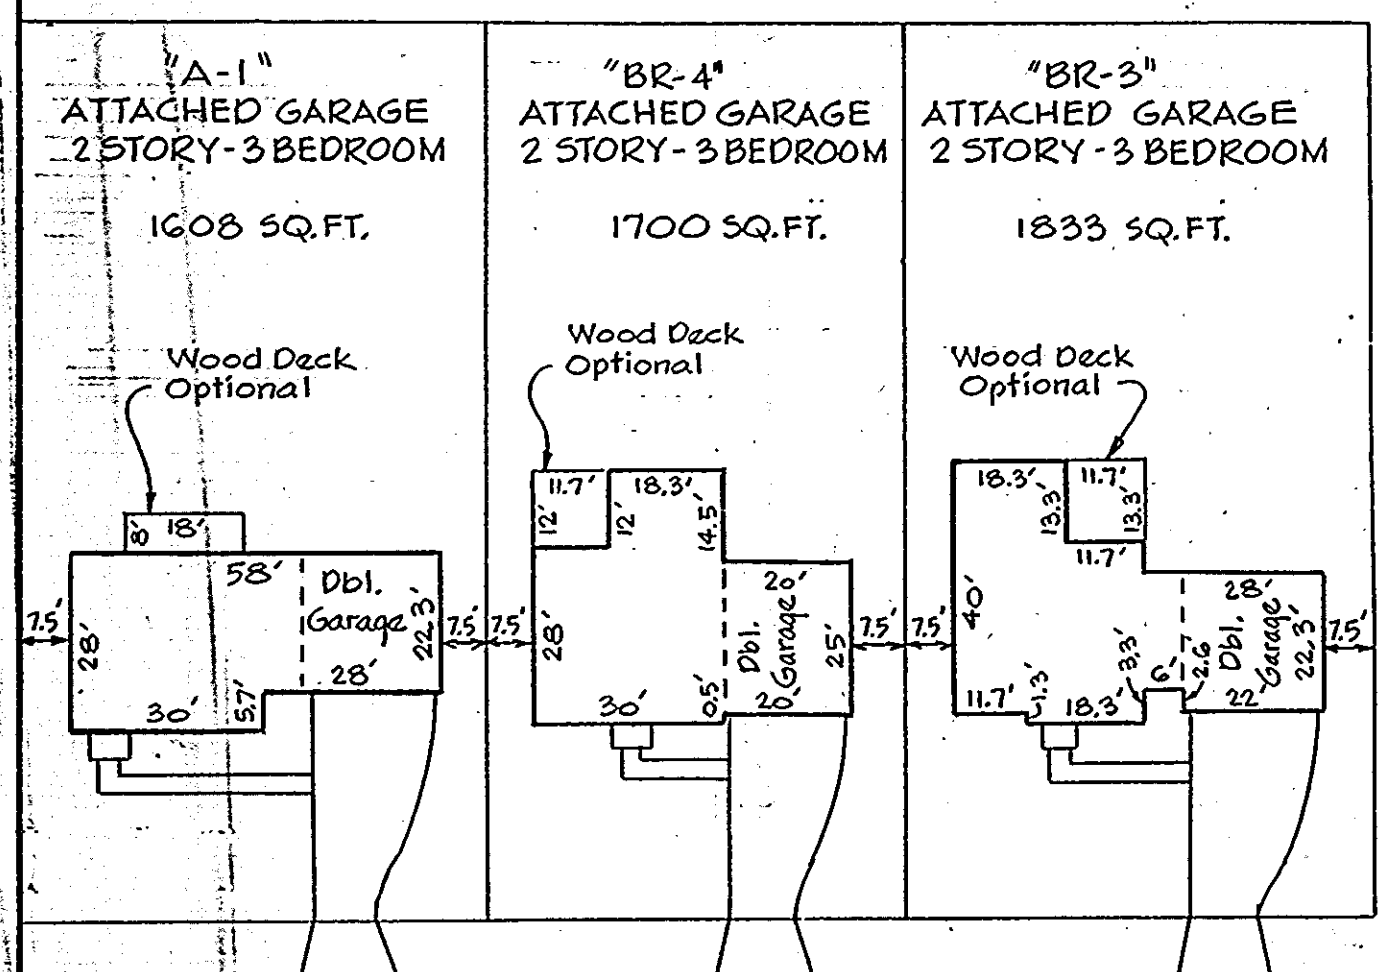 "A-1"
ATTACHED GARAGE
2 STORY-3 BEDROOM
1608 SQ.FT.
Wood Deck
Optional
8'
18'
58'
Dbl.
Garage
22.3'
7.5'
28'
7.5'
28'
30'
5.7'
"BR-4"
ATTACHED GARAGE
2 STORY-3 BEDROOM
1700 SQ.FT.
Wood Deck
Optional
11.7'
18.3'
12'
12'
14.5'
20'
7.5'
28'
Dbl.
Garage
25'
7.5'
30'
0.5'
20'
"BR-3"
ATTACHED GARAGE
2 STORY-3 BEDROOM
1833 SQ.FT.
Wood Deck
Optional
18.3'
11.7'
13.3'
13.3'
11.7'
28'
40'
7.5'
Dbl.
Garage
22.3'
7.5'
3.3'
6'
2.6
11.7'
1.3'
18.3'
22'